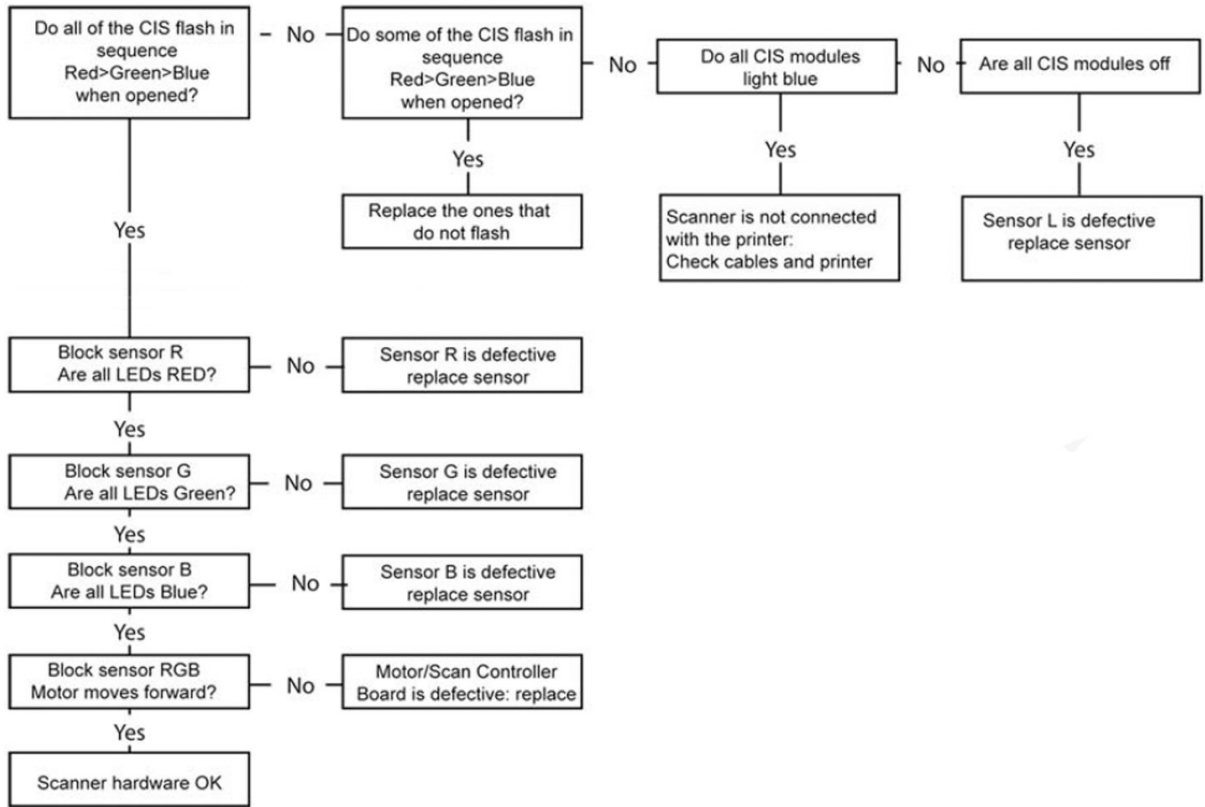 Do all of the CIS flash in
sequence
Red>Green>Blue
when opened?
No
Do some of the CIS flash in
sequence
Red>Green>Blue
when opened?
No
Do all CIS modules
light blue
No
Are all CIS modules off
Yes
Yes
Yes
Yes
Replace the ones that
do not flash
Scanner is not connected
with the printer:
Check cables and printer
Sensor L is defective
replace sensor
Block sensor R
Are all LEDs RED?
No
Sensor R is defective
replace sensor
Yes
Block sensor G
Are all LEDs Green?
No
Sensor G is defective
replace sensor
Yes
Block sensor B
Are all LEDs Blue?
No
Sensor B is defective
replace sensor
Yes
Block sensor RGB
Motor moves forward?
No
Motor/Scan Controller
Board is defective: replace
Yes
Scanner hardware OK